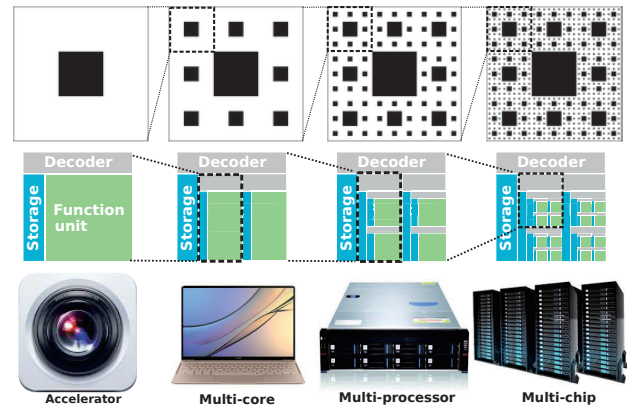 Decoder
Decoder
Decoder
Decoder
Storage
Function
unit
Storage
Storage
Storage
Accelerator
Multi-core
Multi-processor
Multi-chip